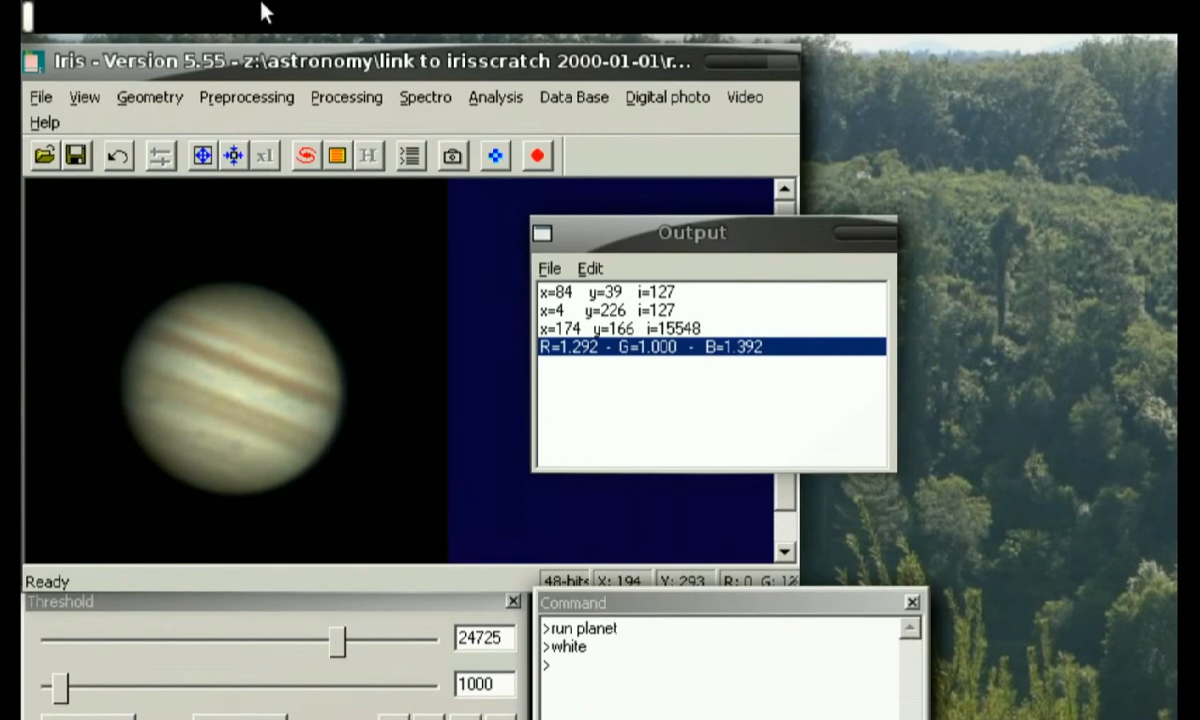 Iris - Version 5.55 - z:\astronomy\link to irisscratch 2000-01-01\r...
File View Geometry Preprocessing Processing Spectro Analysis Data Base Digital photo Video
Help
x1 H
Output
File Edit
x=84 y=39 i=127
x=4 y=226 i=127
x=174 y=166 i=15548
R=1.292 - G=1.000 - B=1.392
Ready 48-bits X: 194 Y: 293 R: 0 G: 12
Threshold
24725
1000
Command
>run planet
>white
>